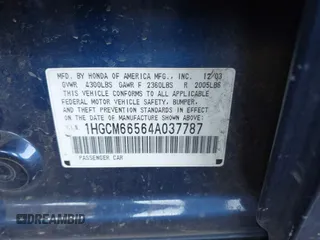 MFD. BY HONDA OF AMERICA MFG., INC. 12/03
GVWR 4300LBS GAWR F 2360LBS R 2005LBS
THIS VEHICLE CONFORMS TO ALL APPLICABLE
FEDERAL MOTOR VEHICLE SAFETY, BUMPER,
AND THEFT PREVENTION STANDARDS
IN EFFECT ON THE DATE OF
MANUFACTURE SHOWN ABOVE.
V.I.N. 1HGCM66564A037787
PASSENGER CAR
DREAMBID